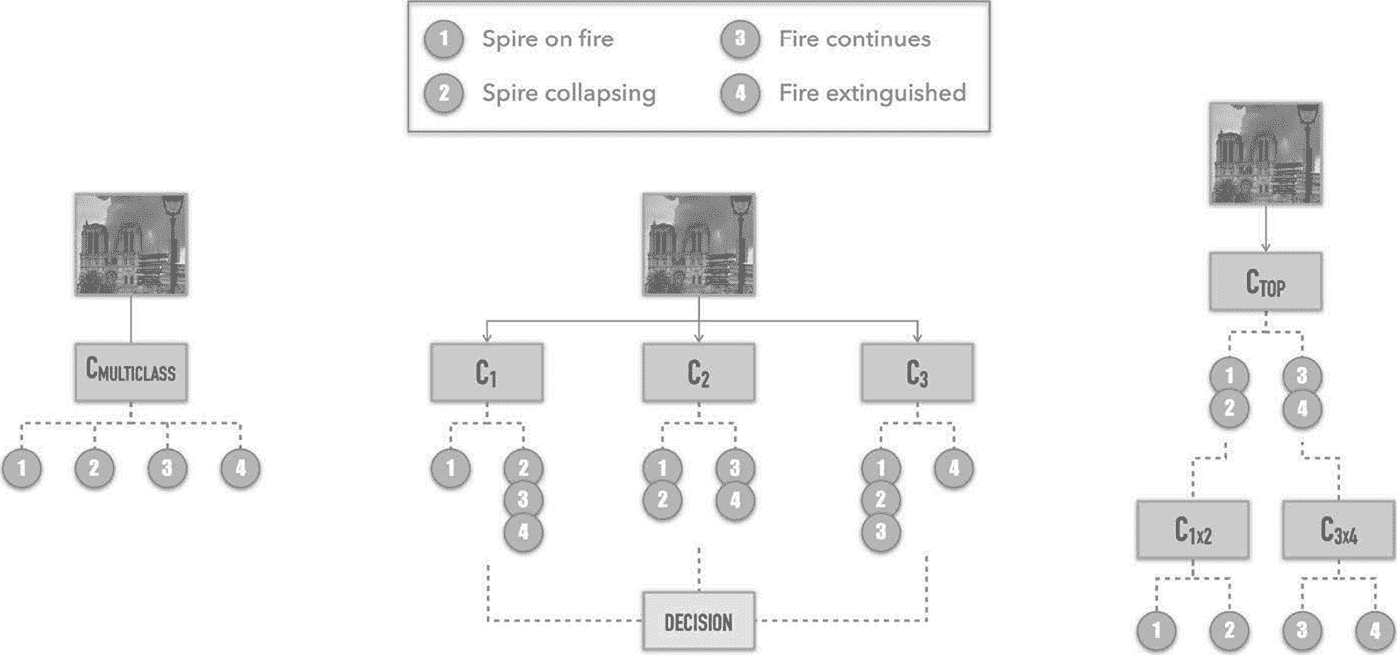 1 Spire on fire
2 Spire collapsing
3 Fire continues
4 Fire extinguished
CMULTICLASS
1 2 3 4
C1 C2 C3
1 2 3 4
1 2 3 4
1 2 3 4
DECISION
CTOP
1 2 3 4
C1x2 C3x4
1 2 3 4